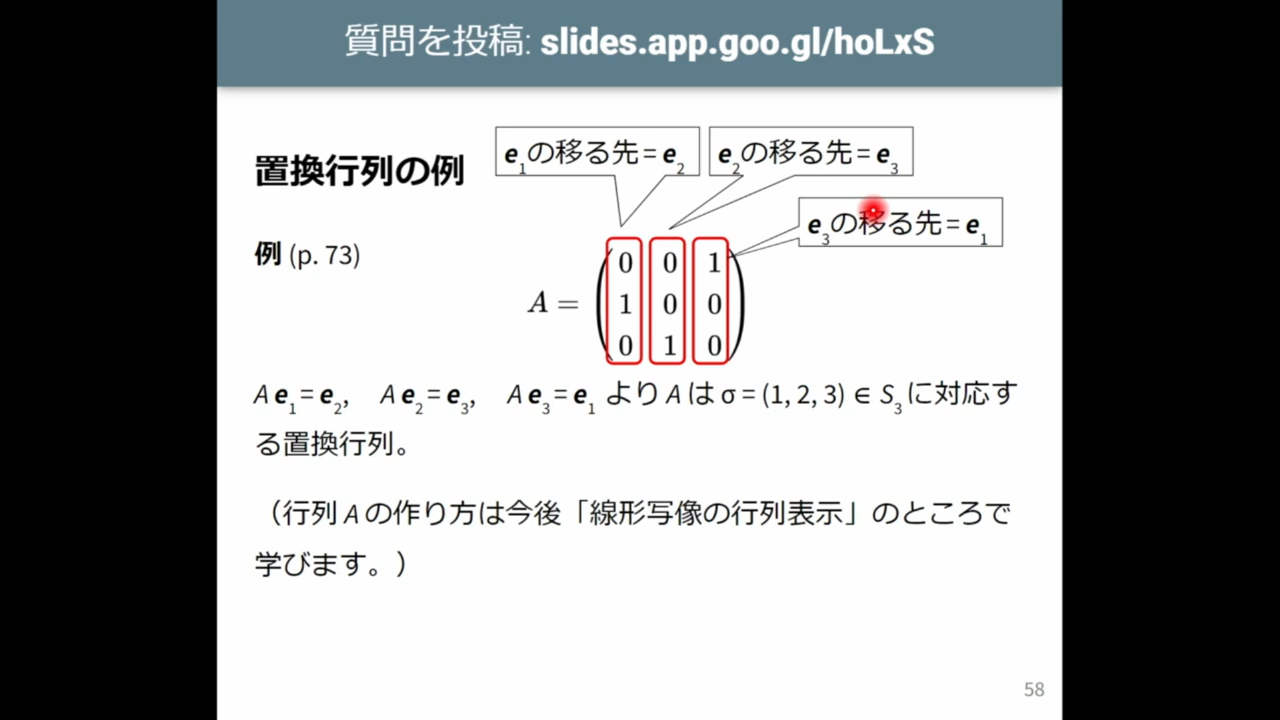 質問を投稿: slides.app.goo.gl/hoLxS
置換行列の例
e₁の移る先 = e₂
e₂の移る先 = e₃
e₃の移る先 = e₁
例 (p. 73)
A =
0 0 1
1 0 0
0 1 0
A e₁ = e₂, A e₂ = e₃, A e₃ = e₁ より A は σ = (1, 2, 3) ∈ S₃ に対応す
る置換行列。
（行列 A の作り方は今後「線形写像の行列表示」のところで
学びます。）
58